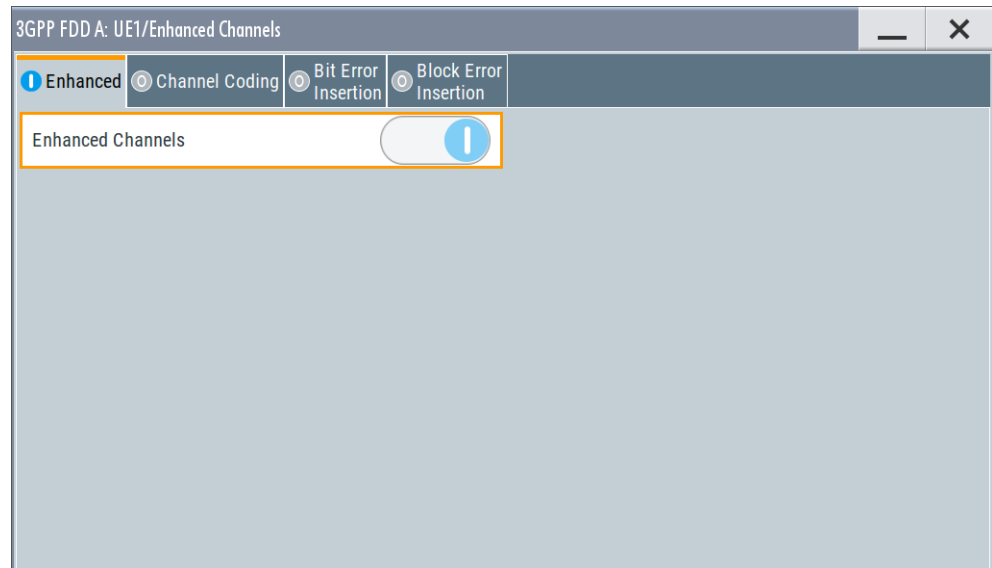 3GPP FDD A: UE1/Enhanced Channels
Enhanced
Channel Coding
Bit Error
Insertion
Block Error
Insertion
Enhanced Channels